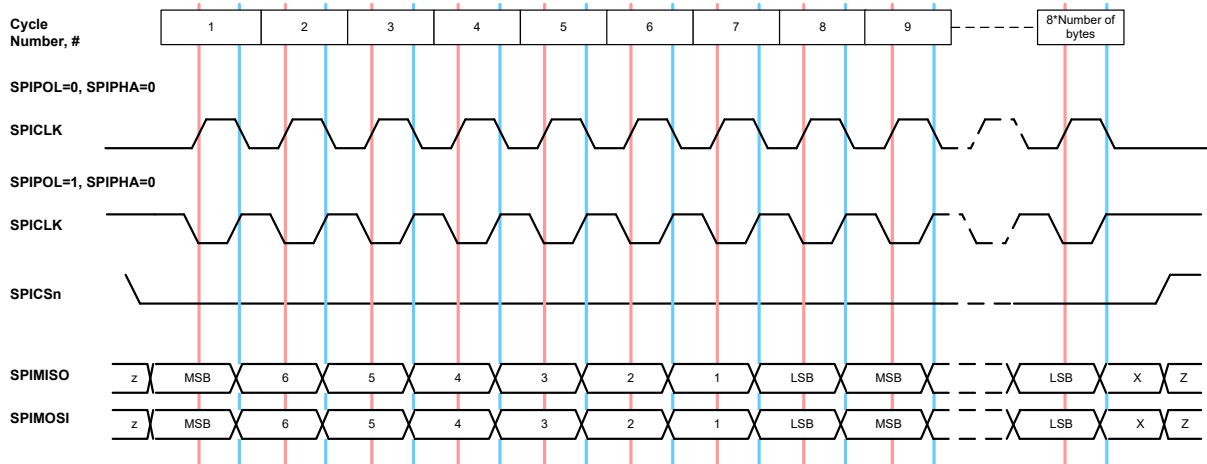 Cycle
Number, #
1 2 3 4 5 6 7 8 9
8*Number of
bytes
SPIPOL=0, SPIPHA=0
SPICLK
SPIPOL=1, SPIPHA=0
SPICLK
SPICSn
SPIMISO z MSB 6 5 4 3 2 1 LSB MSB LSB X Z
SPIMOSI z MSB 6 5 4 3 2 1 LSB MSB LSB X Z